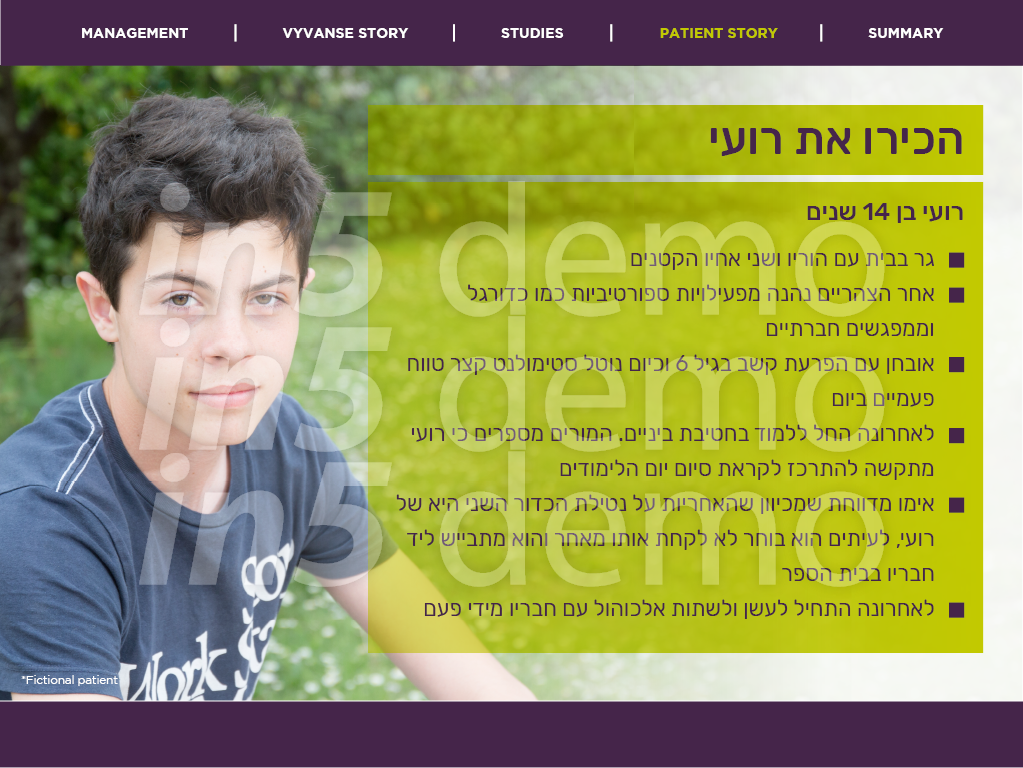 MANAGEMENT | VYVANSE STORY | STUDIES | PATIENT STORY | SUMMARY
הכירו את רועי
רועי בן 14 שנים
■ גר בבית עם הוריו ושני אחיו הקטנים
■ אחר הצהריים נהנה מפעילויות ספורטיביות כמו כדורגל
וממפגשים חברתיים
■ אובחן עם הפרעת קשב בגיל 6 וכיום נוטל סטימולנט קצר טווח
פעמיים ביום
■ לאחרונה החל ללמוד בחטיבת ביניים. המורים מספרים כי רועי
מתקשה להתרכז לקראת סיום יום הלימודים
■ אימו מדווחת שמכיוון שהאחריות על נטילת הכדור השני היא של
רועי, לעיתים הוא בוחר לא לקחת אותו מאחר והוא מתבייש ליד
חבריו בבית הספר
■ לאחרונה התחיל לעשן ולשתות אלכוהול עם חבריו מידי פעם
in5 demo
in5 demo
in5 demo
Work
*Fictional patient